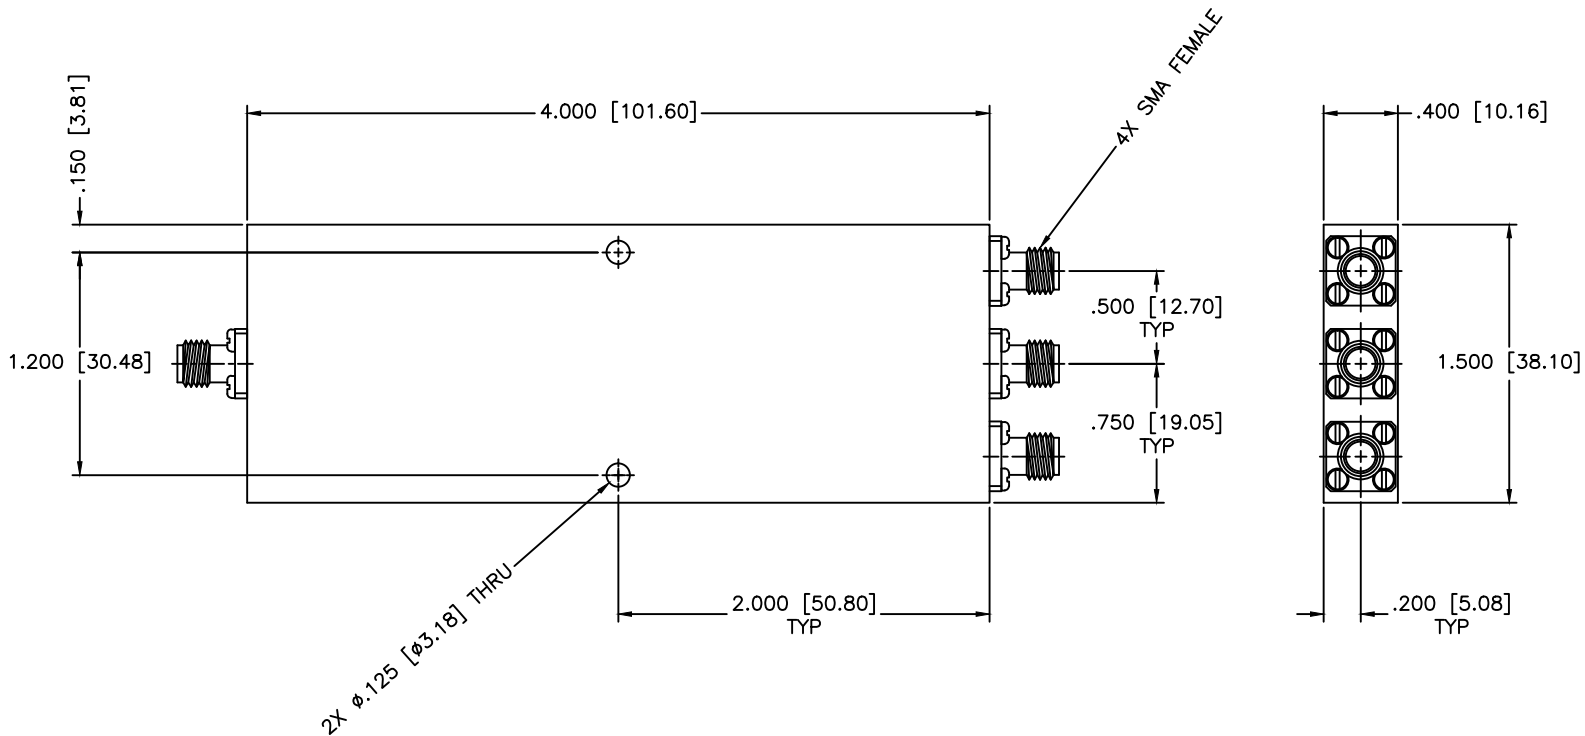 4X SMA FEMALE
.150 [3.81]
4.000 [101.60]
.400 [10.16]
.500 [12.70]
TYP
1.200 [30.48]
1.500 [38.10]
.750 [19.05]
TYP
2X ø.125 [ø3.18] THRU
2.000 [50.80]
TYP
.200 [5.08]
TYP